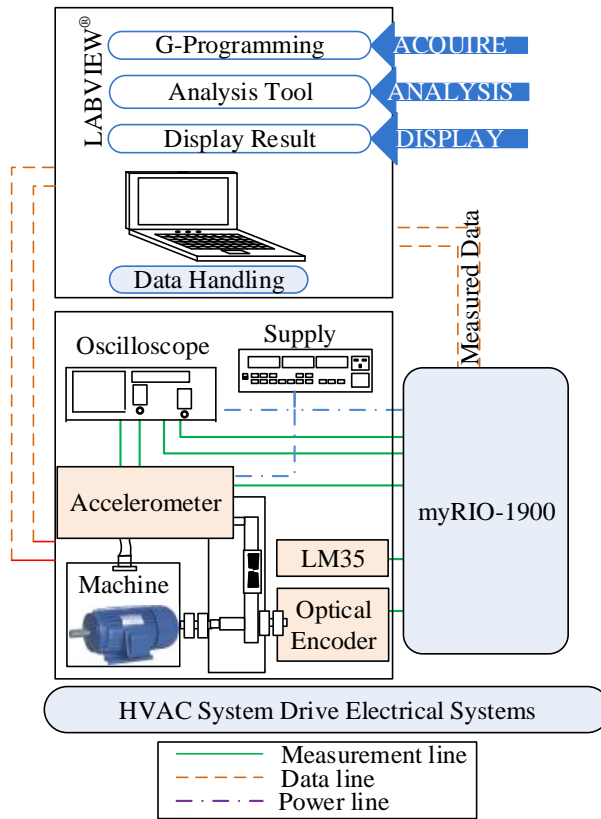 LABVIEW®
G-Programming
ACQUIRE
Analysis Tool
ANALYSIS
Display Result
DISPLAY
Data Handling
Measured Data
Oscilloscope
Supply
Accelerometer
myRIO-1900
Machine
LM35
Optical
Encoder
HVAC System Drive Electrical Systems
Measurement line
Data line
Power line